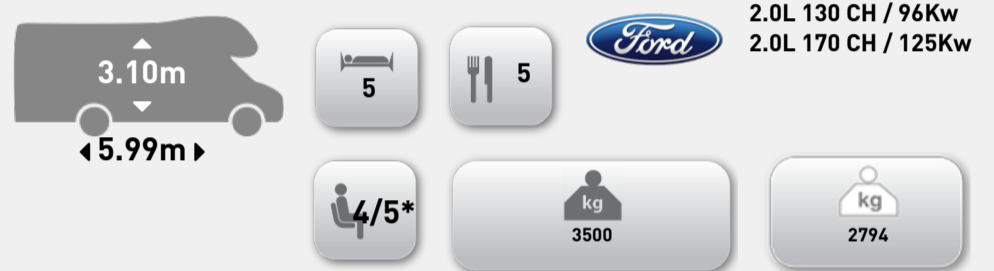 3.10m
5.99m
5
5
Ford
2.0L 130 CH / 96Kw
2.0L 170 CH / 125Kw
4/5*
kg
3500
kg
2794